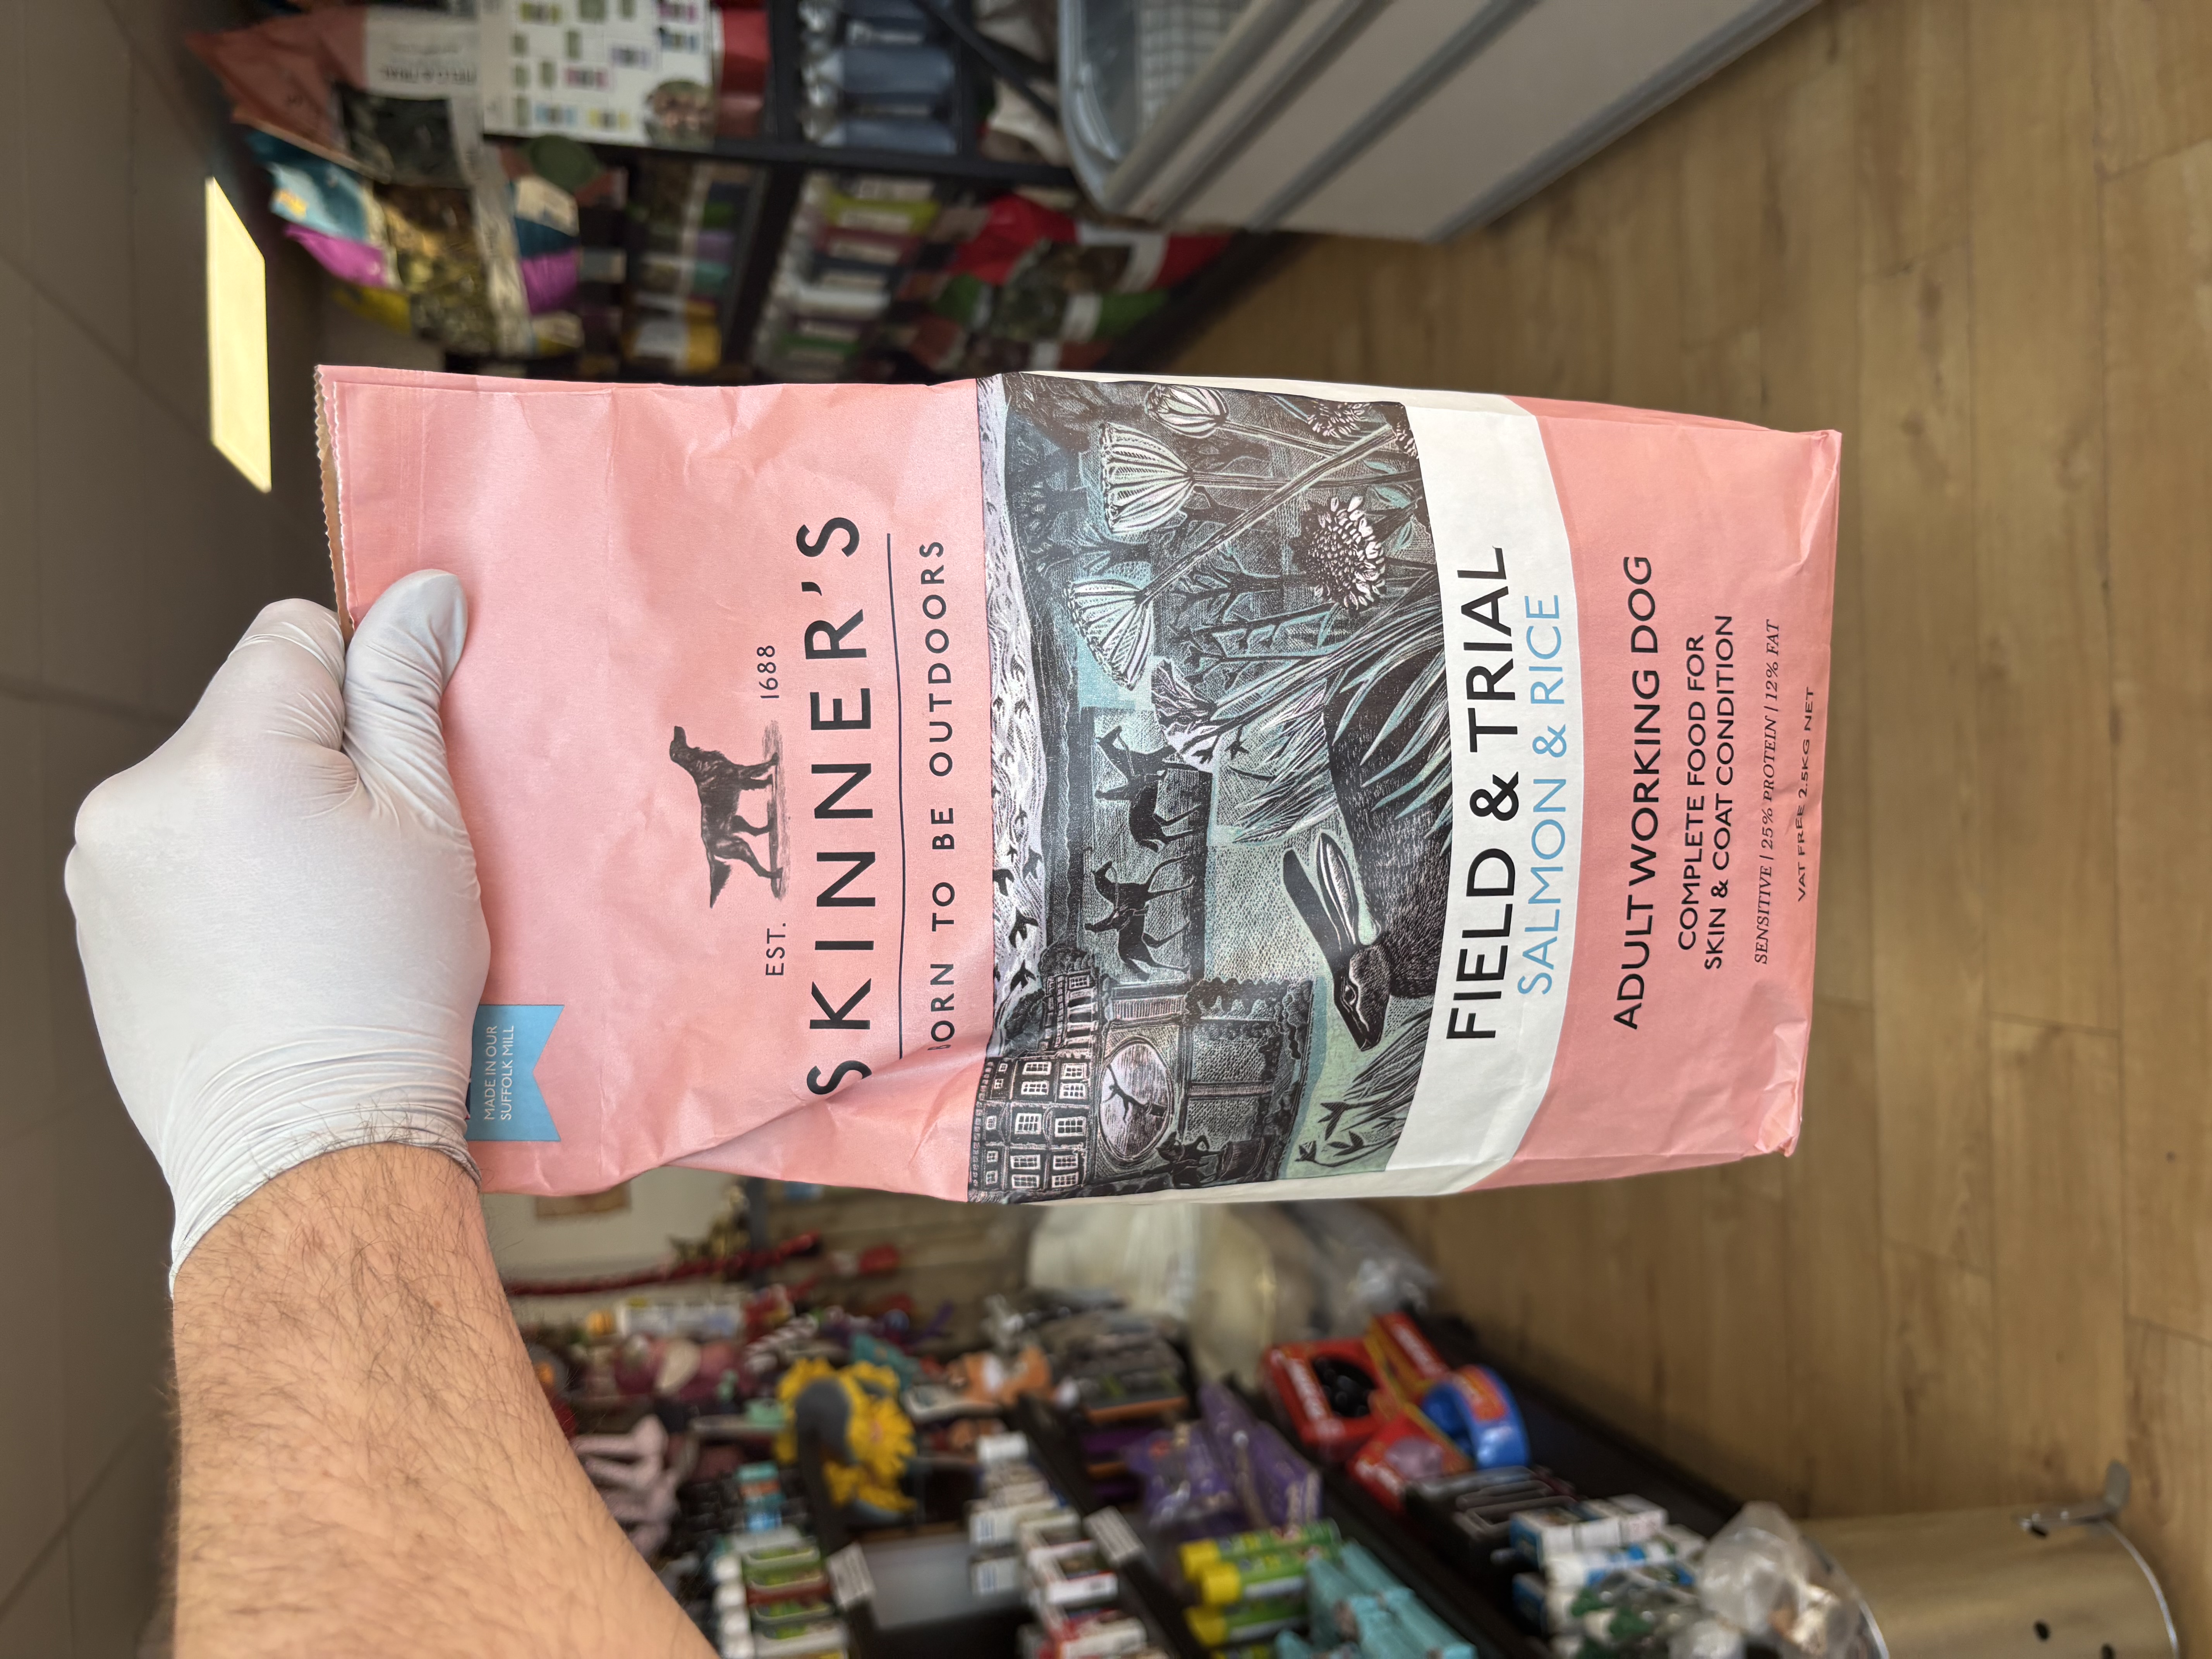 MADE IN OUR
SUFFOLK MILL
EST. 1688
SKINNER'S
BORN TO BE OUTDOORS
FIELD & TRIAL
SALMON & RICE
ADULT WORKING DOG
COMPLETE FOOD FOR
SKIN & COAT CONDITION
SENSITIVE | 25% PROTEIN | 12% FAT
VAT FREE 2.5KG NET